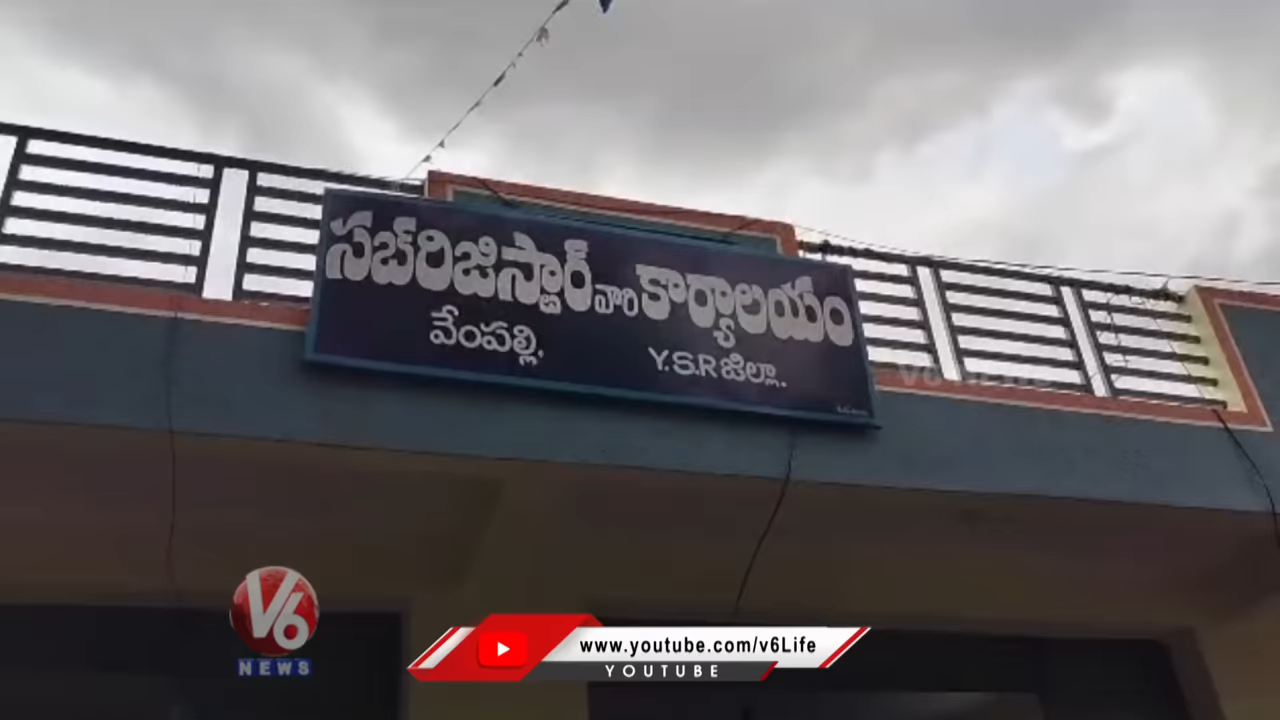 సబ్‌రిజిస్ట్రార్ వారి కార్యాలయం
వేంపల్లి. Y.S.R జిల్లా.
V6
NEWS
www.youtube.com/v6Life
YOUTUBE